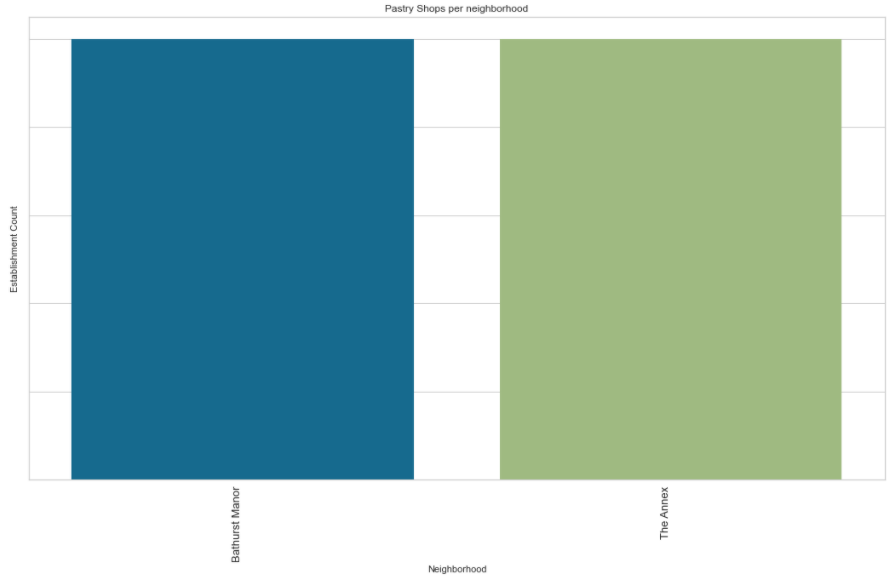 Pastry Shops per neighborhood
Establishment Count
Bathurst Manor
The Annex
Neighborhood